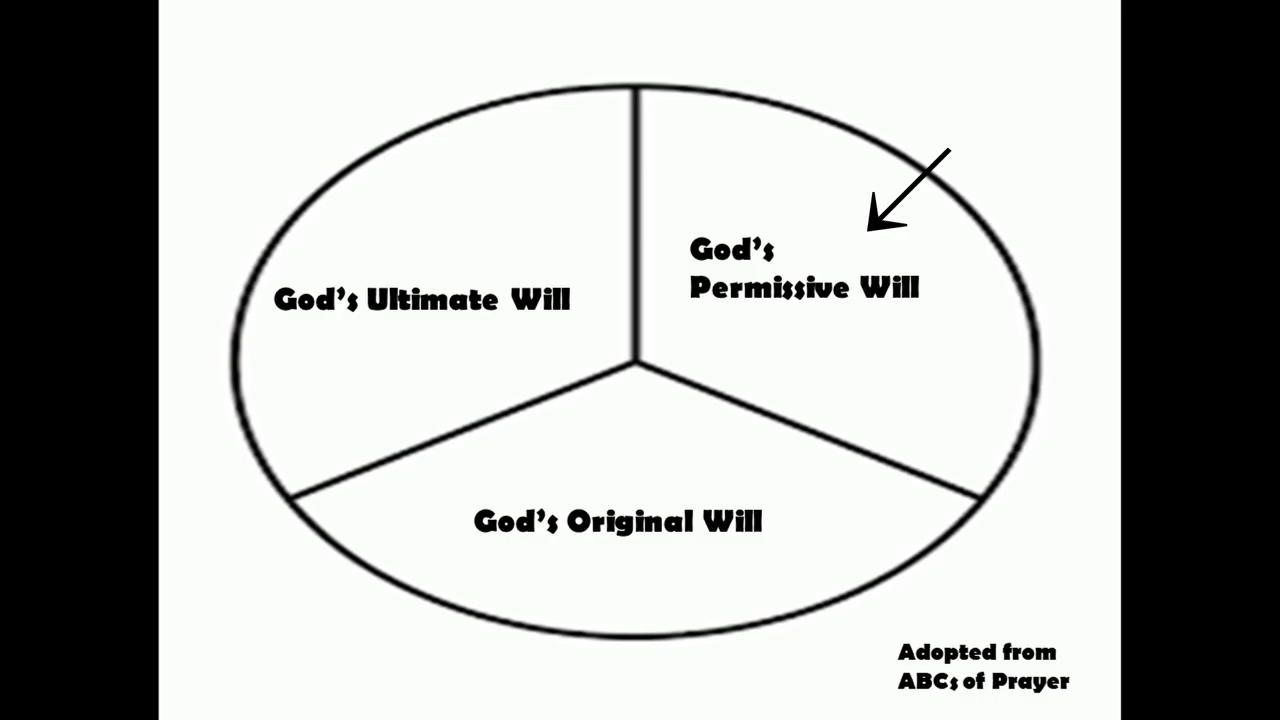 God's Ultimate Will
God's
Permissive Will
God's Original Will
Adopted from
ABCs of Prayer